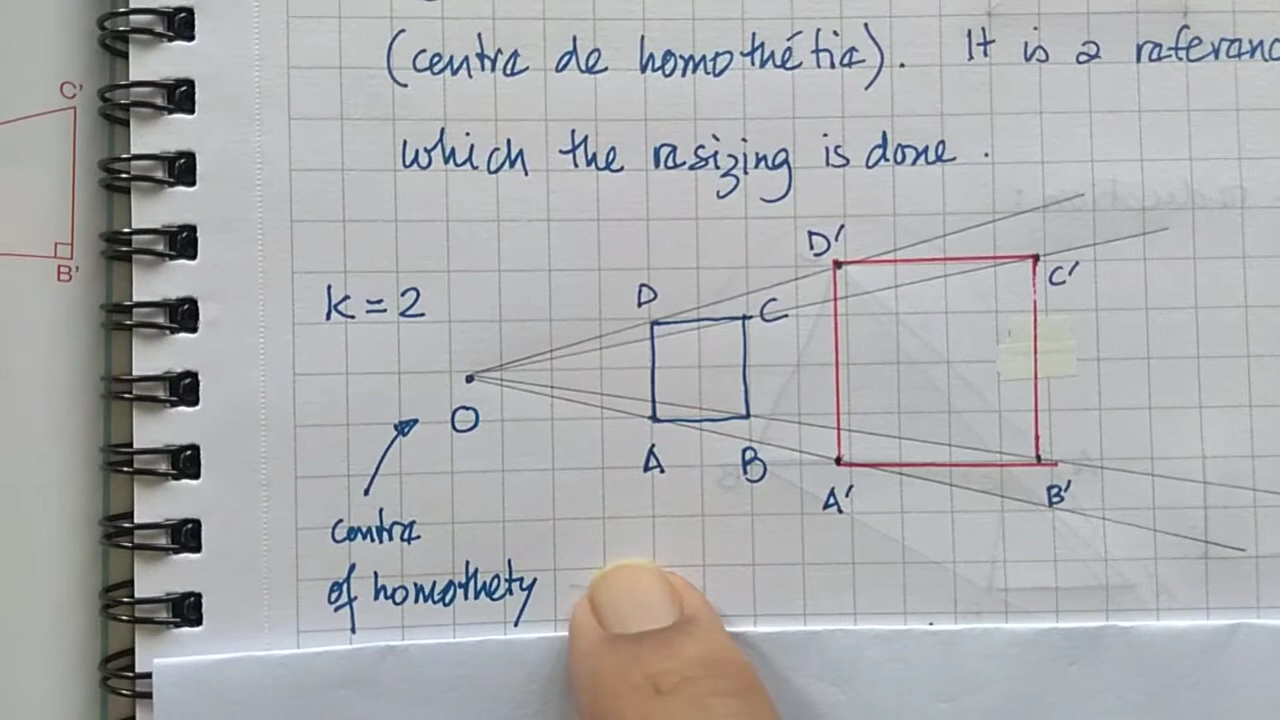 (centre de homothétie). It is a referenc
which the resizing is done.
C'
B'
K = 2
D
C
D'
C'
O
A
B
A'
B'
centre
of homothety